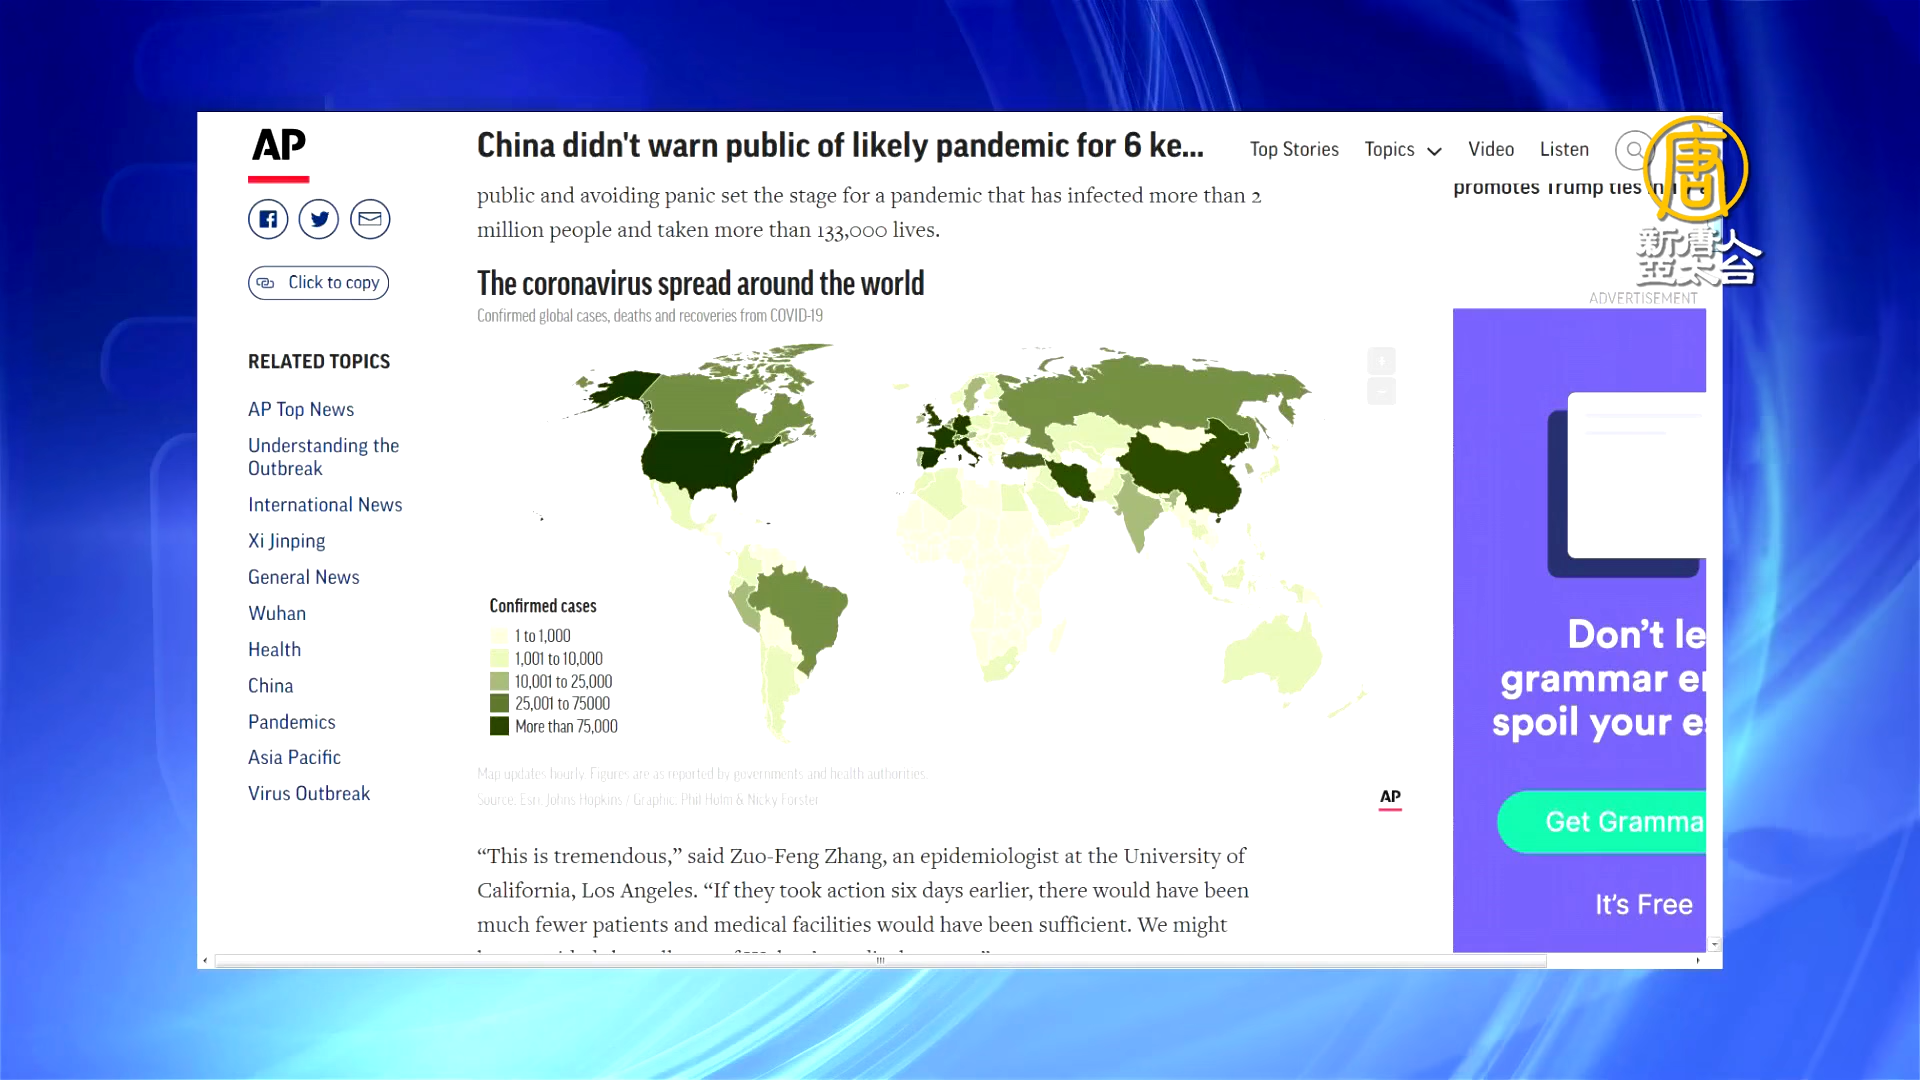 AP
China didn't warn public of likely pandemic for 6 ke...
Top Stories
Topics
Video
Listen
public and avoiding panic set the stage for a pandemic that has infected more than 2
million people and taken more than 133,000 lives.
promotes Trump ties
新唐人
亞太台
Click to copy
The coronavirus spread around the world
Confirmed global cases, deaths and recoveries from COVID-19
ADVERTISEMENT
RELATED TOPICS
AP Top News
Understanding the
Outbreak
International News
Xi Jinping
General News
Wuhan
Health
China
Pandemics
Asia Pacific
Virus Outbreak
Confirmed cases
1 to 1,000
1,001 to 10,000
10,001 to 25,000
25,001 to 75000
More than 75,000
Map updates hourly. Figures are as reported by governments and health authorities.
Source: Esri, Johns Hopkins / Graphic: Phil Holm & Nicky Forster
AP
“This is tremendous,” said Zuo-Feng Zhang, an epidemiologist at the University of
California, Los Angeles. “If they took action six days earlier, there would have been
much fewer patients and medical facilities would have been sufficient. We might
Don’t le
grammar er
spoil your es
Get Gramma
It’s Free
唐